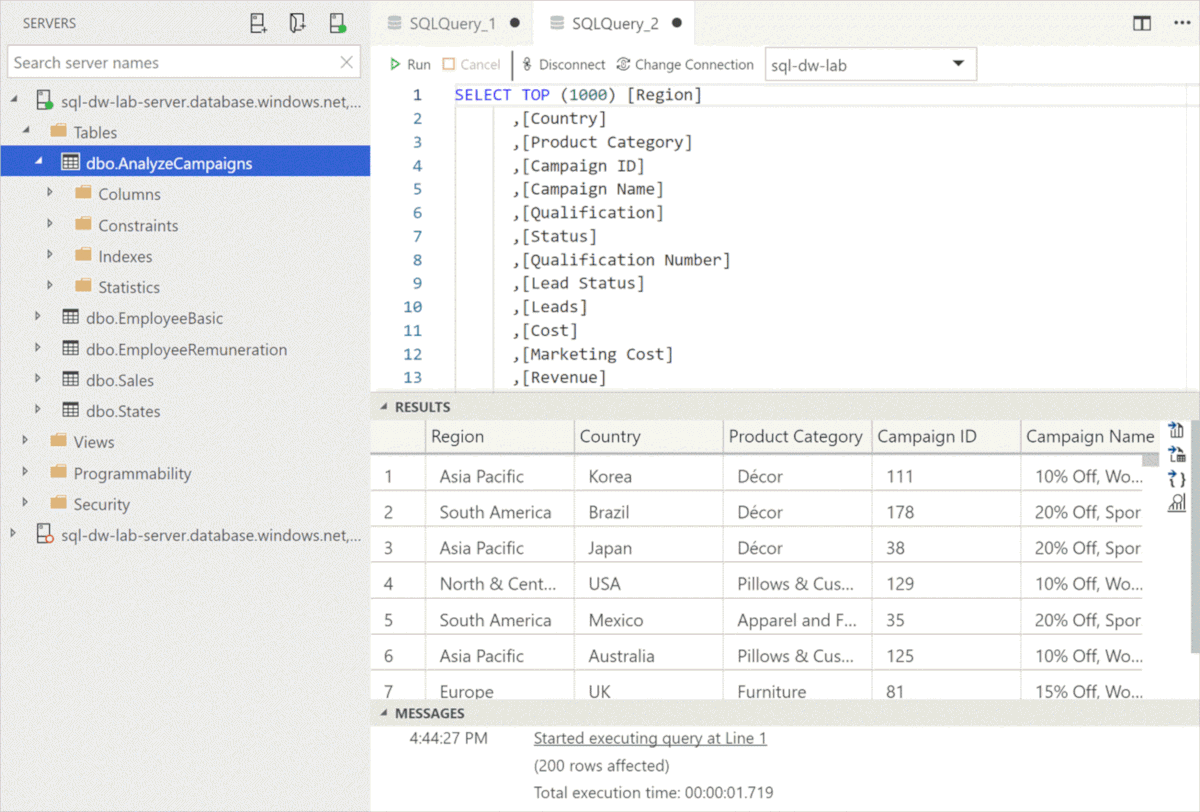 SERVERS
Search server names
sql-dw-lab-server.database.windows.net,...
Tables
dbo.AnalyzeCampaigns
Columns
Constraints
Indexes
Statistics
dbo.EmployeeBasic
dbo.EmployeeRemuneration
dbo.Sales
dbo.States
Views
Programmability
Security
sql-dw-lab-server.database.windows.net,...
SQLQuery_1 SQLQuery_2
Run Cancel Disconnect Change Connection sql-dw-lab
1 SELECT TOP (1000) [Region]
2 ,[Country]
3 ,[Product Category]
4 ,[Campaign ID]
5 ,[Campaign Name]
6 ,[Qualification]
7 ,[Status]
8 ,[Qualification Number]
9 ,[Lead Status]
10 ,[Leads]
11 ,[Cost]
12 ,[Marketing Cost]
13 ,[Revenue]
RESULTS
Region Country Product Category Campaign ID Campaign Name
1 Asia Pacific Korea Décor 111 10% Off, Wo...
2 South America Brazil Décor 178 20% Off, Spor
3 Asia Pacific Japan Décor 38 20% Off, Spor
4 North & Cent... USA Pillows & Cus... 129 10% Off, Wo...
5 South America Mexico Apparel and F... 35 20% Off, Spor
6 Asia Pacific Australia Pillows & Cus... 125 10% Off, Wo...
7 Europe UK Furniture 81 15% Off, Wo...
MESSAGES
4:44:27 PM Started executing query at Line 1
(200 rows affected)
Total execution time: 00:00:01.719